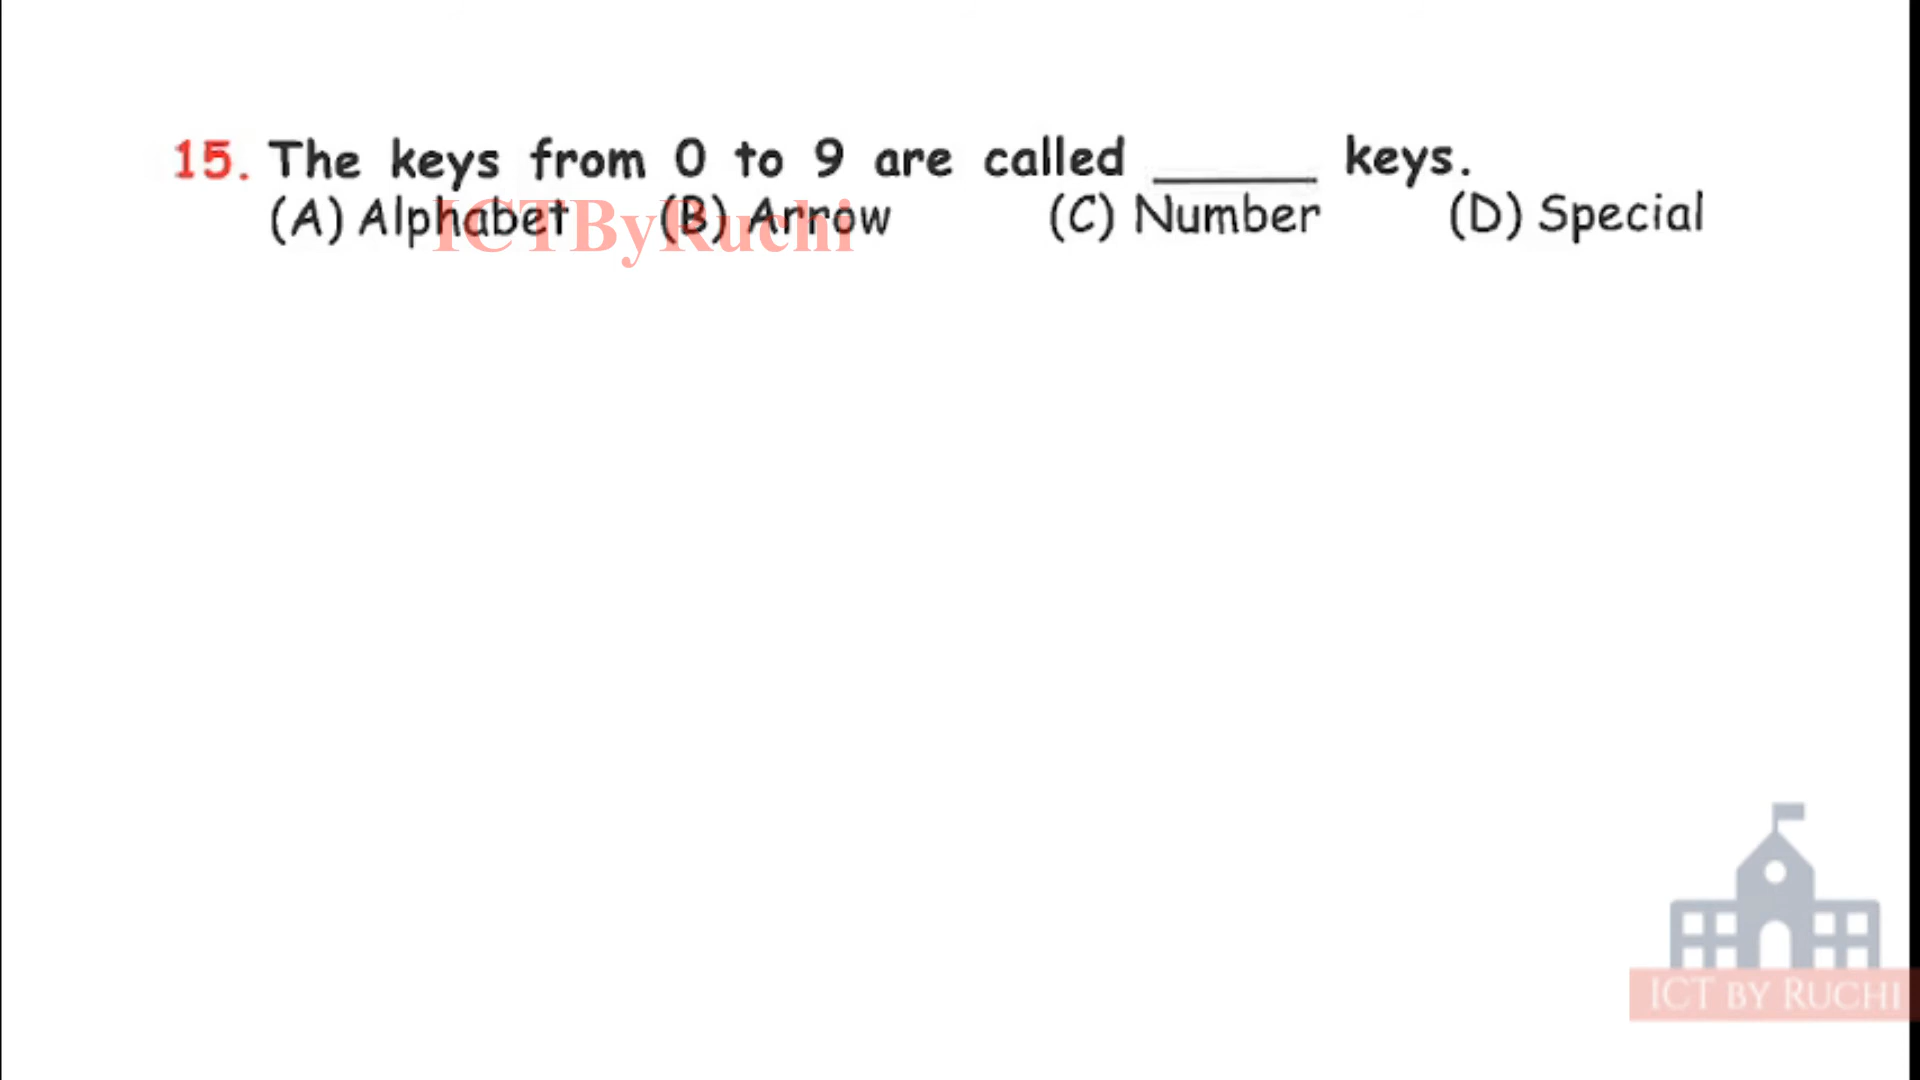 15. The keys from 0 to 9 are called ______ keys.
(A) Alphabet (B) Arrow (C) Number (D) Special
ICTByRuchi
ICT BY RUCHI